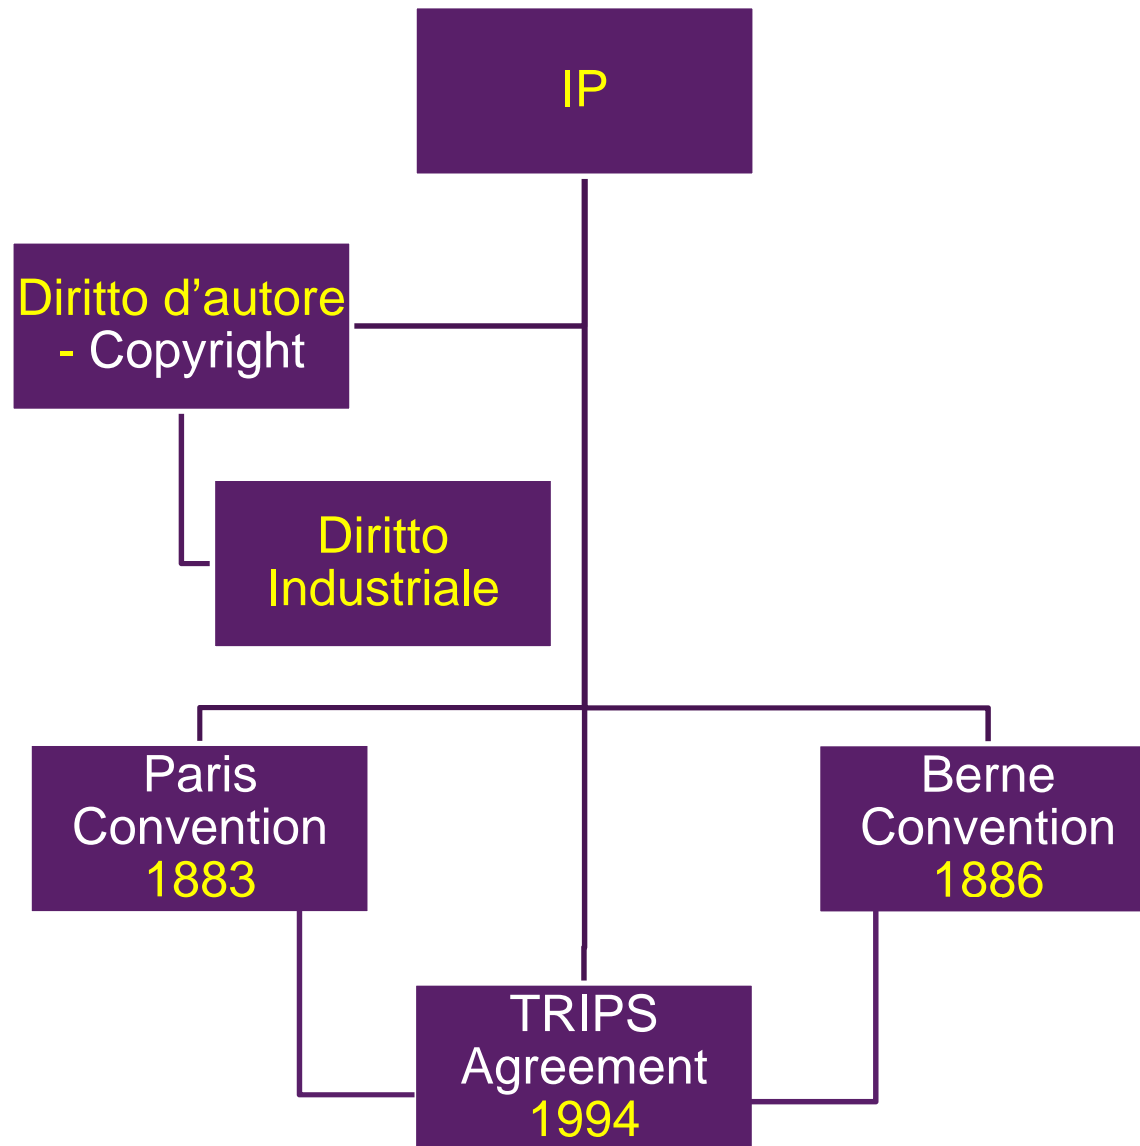 IP
Diritto d’autore
- Copyright
Diritto
Industriale
Paris
Convention
1883
Berne
Convention
1886
TRIPS
Agreement
1994